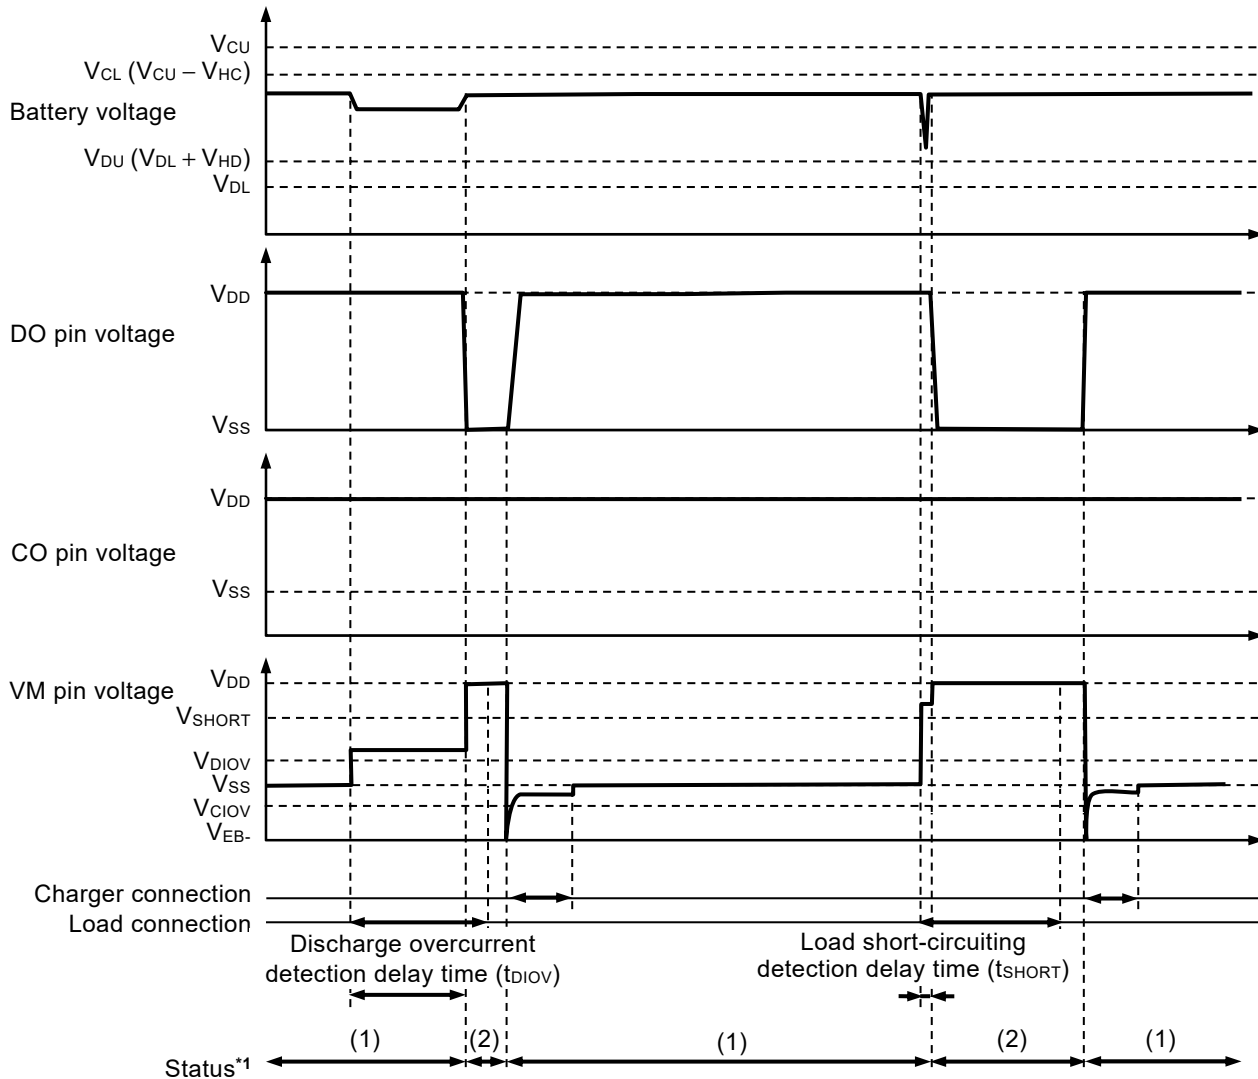 VCU
VCL (VCU – VHC)
Battery voltage
VDU (VDL + VHD)
VDL
VDD
DO pin voltage
VSS
VDD
CO pin voltage
VSS
VDD
VM pin voltage
VSHORT
VDIOV
VSS
VCIOV
VEB-
Charger connection
Load connection
Discharge overcurrent
detection delay time (tDIOV)
Load short-circuiting
detection delay time (tSHORT)
(1) (2) (1) (2) (1)
Status*1